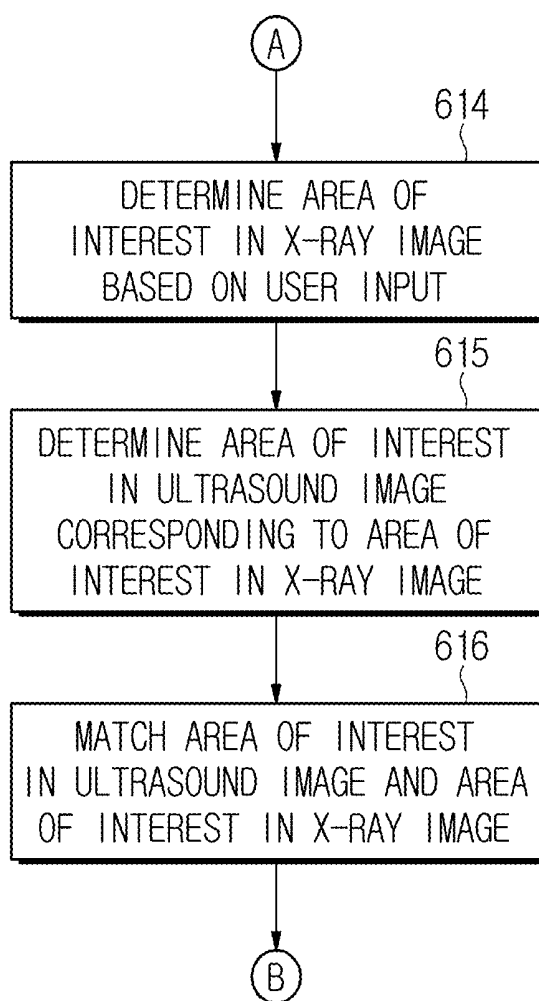 A
614
DETERMINE AREA OF
INTEREST IN X-RAY IMAGE
BASED ON USER INPUT
615
DETERMINE AREA OF INTEREST
IN ULTRASOUND IMAGE
CORRESPONDING TO AREA OF
INTEREST IN X-RAY IMAGE
616
MATCH AREA OF INTEREST
IN ULTRASOUND IMAGE AND AREA
OF INTEREST IN X-RAY IMAGE
B